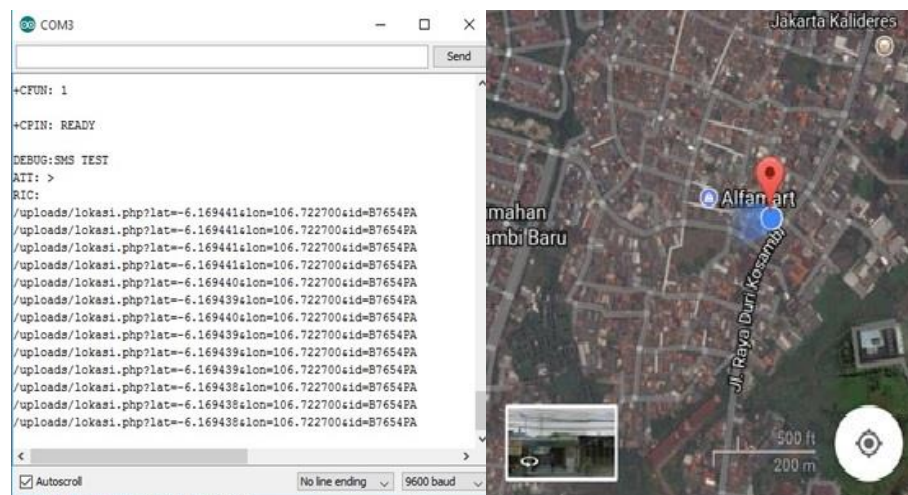 COM3
Send
+CFUN: 1
+CPIN: READY
DEBUG:SMS TEST
ATT: >
RIC:
/uploads/lokasi.php?lat=-6.169441&lon=106.722700&id=B7654PA
/uploads/lokasi.php?lat=-6.169441&lon=106.722700&id=B7654PA
/uploads/lokasi.php?lat=-6.169441&lon=106.722700&id=B7654PA
/uploads/lokasi.php?lat=-6.169441&lon=106.722700&id=B7654PA
/uploads/lokasi.php?lat=-6.169440&lon=106.722700&id=B7654PA
/uploads/lokasi.php?lat=-6.169439&lon=106.722700&id=B7654PA
/uploads/lokasi.php?lat=-6.169440&lon=106.722700&id=B7654PA
/uploads/lokasi.php?lat=-6.169439&lon=106.722700&id=B7654PA
/uploads/lokasi.php?lat=-6.169439&lon=106.722700&id=B7654PA
/uploads/lokasi.php?lat=-6.169439&lon=106.722700&id=B7654PA
/uploads/lokasi.php?lat=-6.169438&lon=106.722700&id=B7654PA
/uploads/lokasi.php?lat=-6.169438&lon=106.722700&id=B7654PA
/uploads/lokasi.php?lat=-6.169438&lon=106.722700&id=B7654PA
Autoscroll
No line ending
9600 baud
Jakarta Kalideres
Alfamart
mahan
ambi Baru
Jl. Raya Duri Kosambi
500 ft
200 m